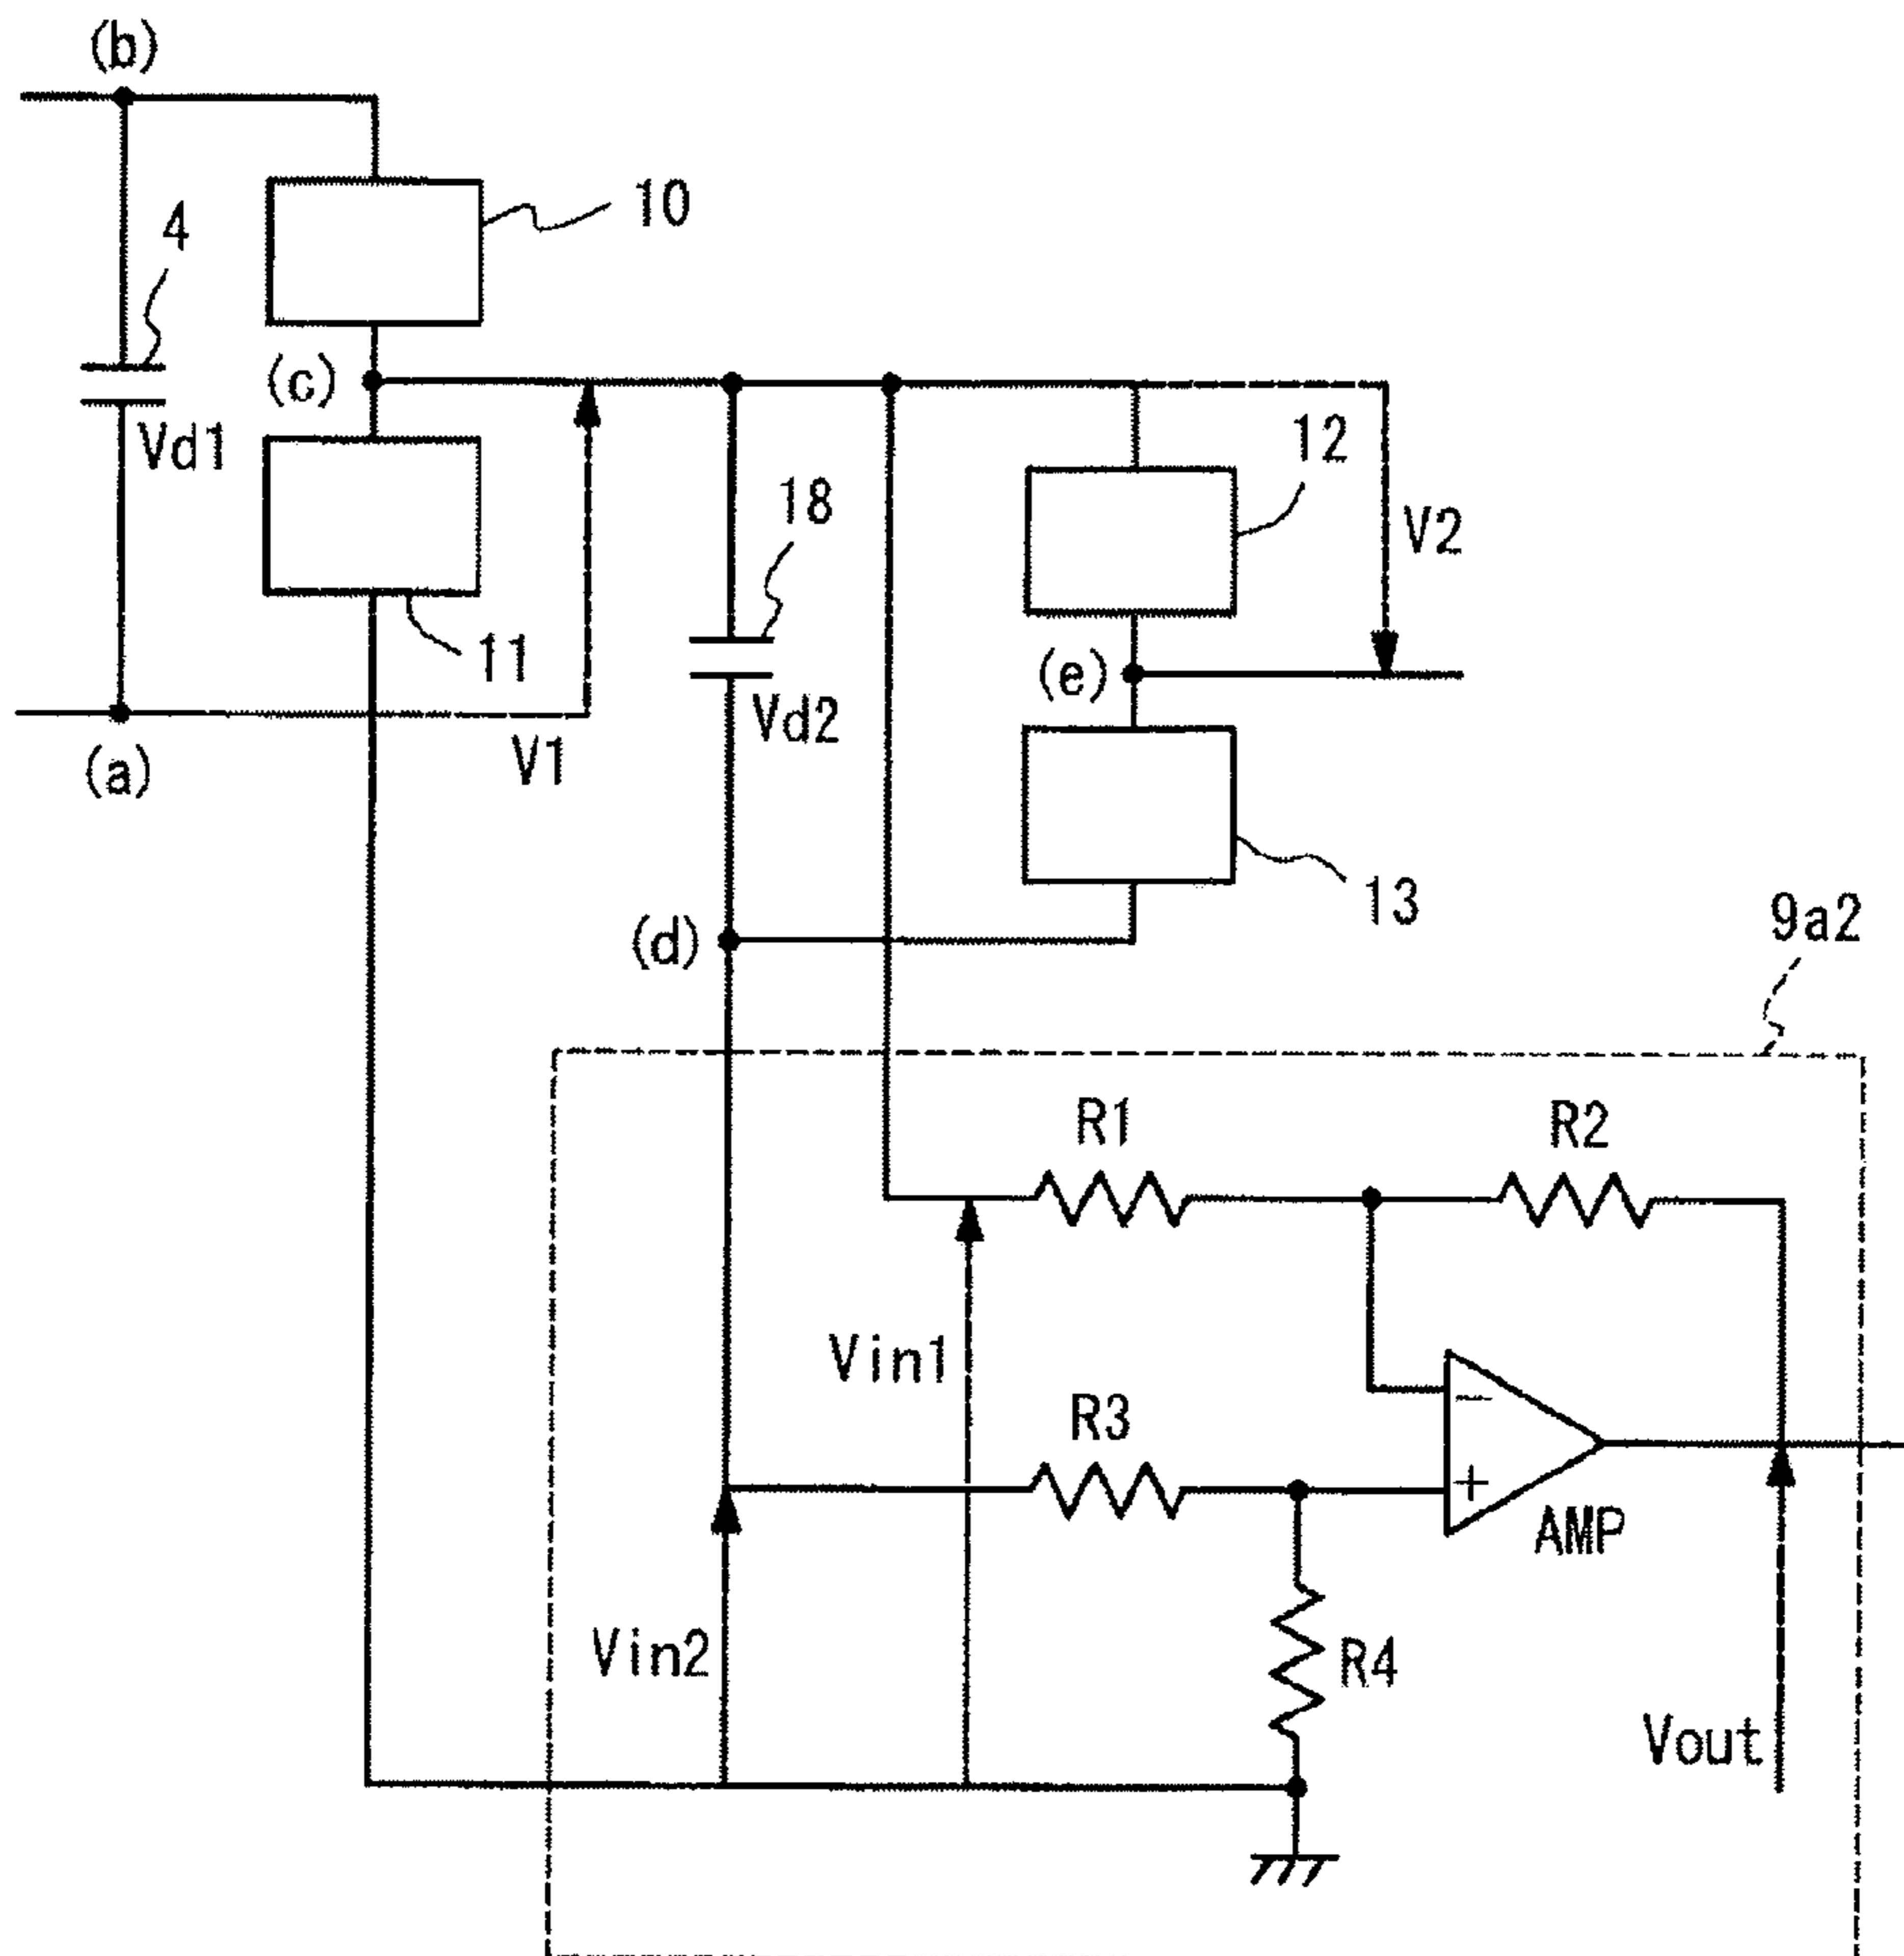 (b)
10
4
(c)
Vd1
12
18
V2
11
(e)
Vd2
V1
(a)
13
9a2
(d)
R1
R2
Vin1
R3
−
+
AMP
Vin2
R4
Vout